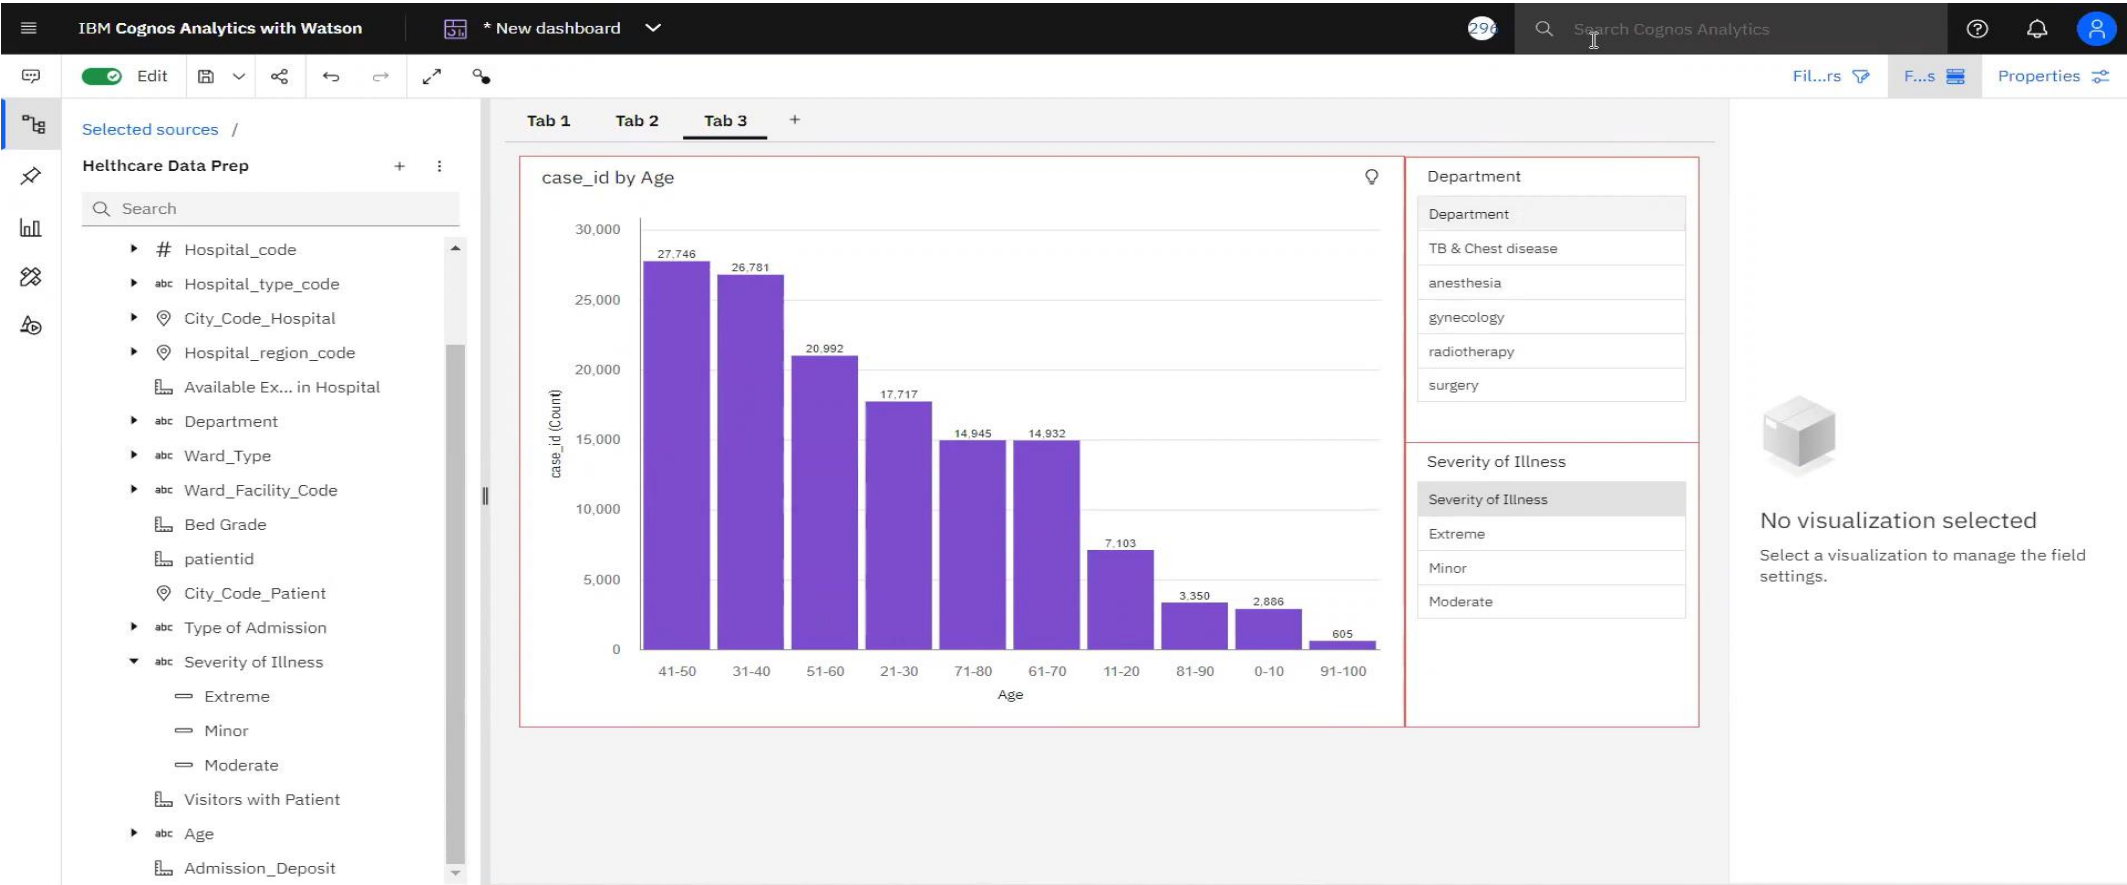 IBM Cognos Analytics with Watson
* New dashboard
296
Search Cognos Analytics
Edit
Fil...rs
F...s
Properties
Selected sources /
Helthcare Data Prep
Search
# Hospital_code
abc Hospital_type_code
City_Code_Hospital
Hospital_region_code
Available Ex... in Hospital
abc Department
abc Ward_Type
abc Ward_Facility_Code
Bed Grade
patientid
City_Code_Patient
abc Type of Admission
abc Severity of Illness
Extreme
Minor
Moderate
Visitors with Patient
abc Age
Admission_Deposit
Tab 1 Tab 2 Tab 3 +
case_id by Age
case_id (Count)
30,000
25,000
20,000
15,000
10,000
5,000
0
27,746
26,781
20,992
17,717
14,945
14,932
7,103
3,350
2,886
605
41-50 31-40 51-60 21-30 71-80 61-70 11-20 81-90 0-10 91-100
Age
Department
Department
TB & Chest disease
anesthesia
gynecology
radiotherapy
surgery
Severity of Illness
Severity of Illness
Extreme
Minor
Moderate
No visualization selected
Select a visualization to manage the field
settings.